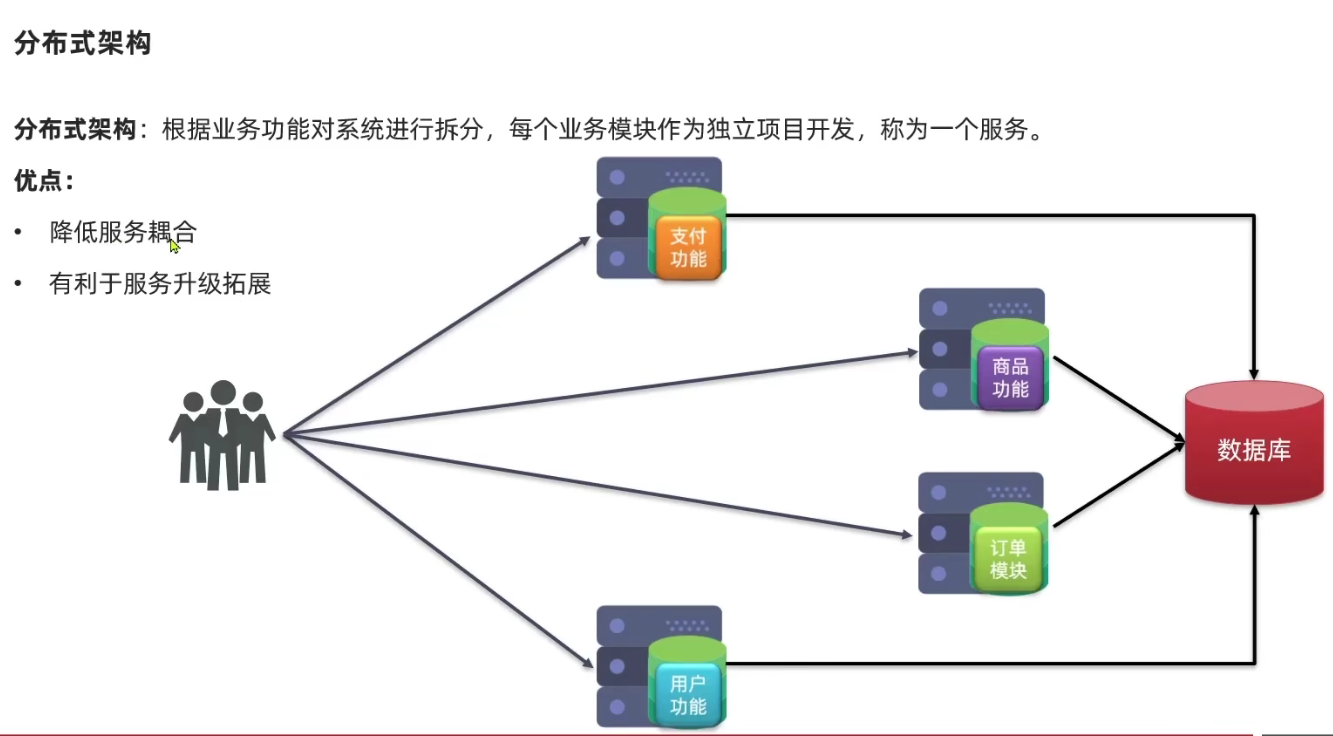 分布式架构
分布式架构：根据业务功能对系统进行拆分，每个业务模块作为独立项目开发，称为一个服务。
优点：
• 降低服务耦合
• 有利于服务升级拓展
支付
功能
商品
功能
数据库
订单
模块
用户
功能